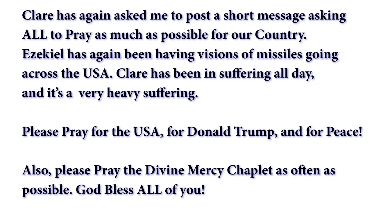 Clare has again asked me to post a short message asking
ALL to Pray as much as possible for our Country.
Ezekiel has again been having visions of missiles going
across the USA. Clare has been in suffering all day,
and it's a  very heavy suffering.

Please Pray for the USA, for Donald Trump, and for Peace!

Also, please Pray the Divine Mercy Chaplet as often as
possible. God Bless ALL of you!